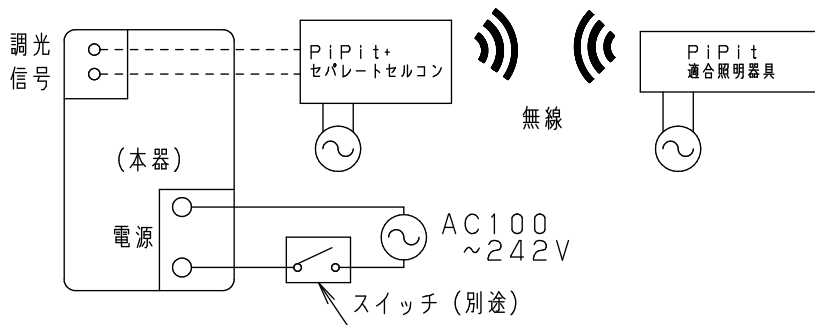 調光
信号
PiPit+
セパレートセルコン
PiPit
適合照明器具
無線
(本器)
電源
AC100
~242V
スイッチ(別途)